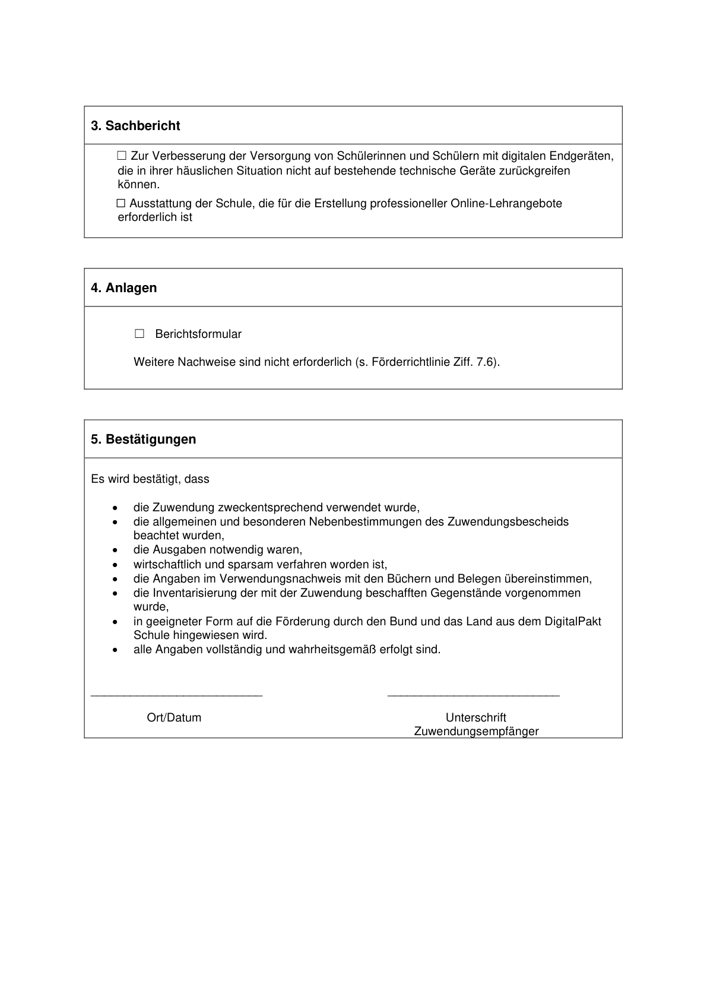 3. Sachbericht
☐ Zur Verbesserung der Versorgung von Schülerinnen und Schülern mit digitalen Endgeräten,
die in ihrer häuslichen Situation nicht auf bestehende technische Geräte zurückgreifen
können.
☐ Ausstattung der Schule, die für die Erstellung professioneller Online-Lehrangebote
erforderlich ist
4. Anlagen
☐ Berichtsformular
Weitere Nachweise sind nicht erforderlich (s. Förderrichtlinie Ziff. 7.6).
5. Bestätigungen
Es wird bestätigt, dass
• die Zuwendung zweckentsprechend verwendet wurde,
• die allgemeinen und besonderen Nebenbestimmungen des Zuwendungsbescheids
beachtet wurden,
• die Ausgaben notwendig waren,
• wirtschaftlich und sparsam verfahren worden ist,
• die Angaben im Verwendungsnachweis mit den Büchern und Belegen übereinstimmen,
• die Inventarisierung der mit der Zuwendung beschafften Gegenstände vorgenommen
wurde,
• in geeigneter Form auf die Förderung durch den Bund und das Land aus dem DigitalPakt
Schule hingewiesen wird.
• alle Angaben vollständig und wahrheitsgemäß erfolgt sind.
__________________________ __________________________
Ort/Datum Unterschrift
Zuwendungsempfänger